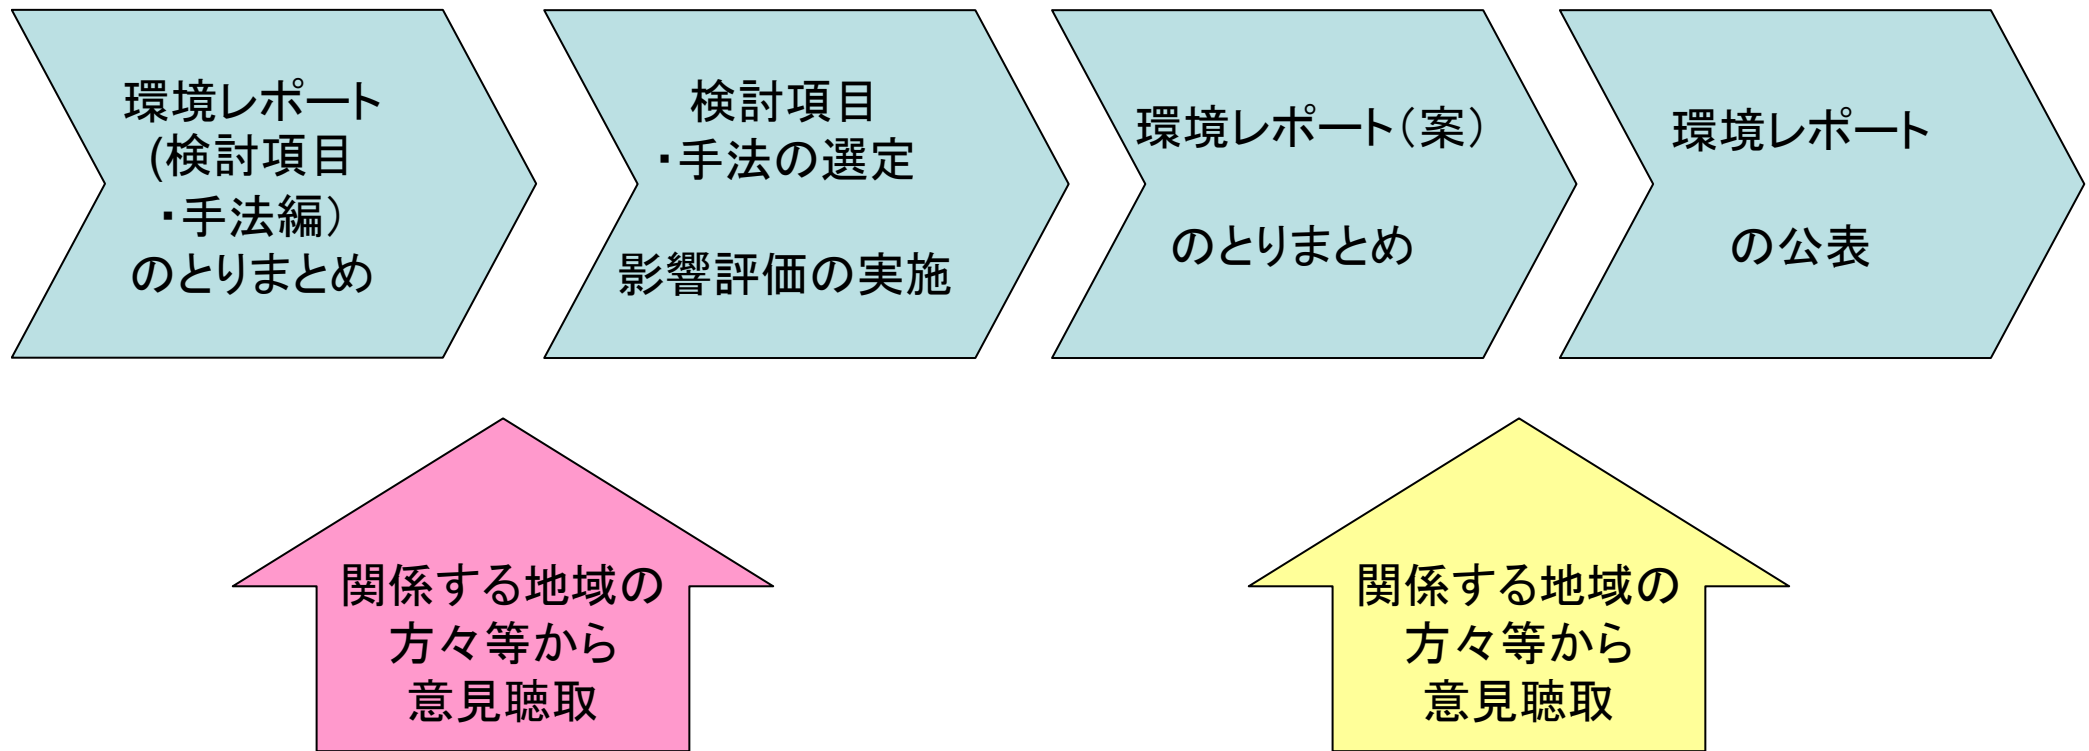 環境レポート
(検討項目
・手法編）
のとりまとめ
検討項目
・手法の選定
影響評価の実施
環境レポート（案）
のとりまとめ
環境レポート
の公表
関係する地域の
方々等から
意見聴取
関係する地域の
方々等から
意見聴取